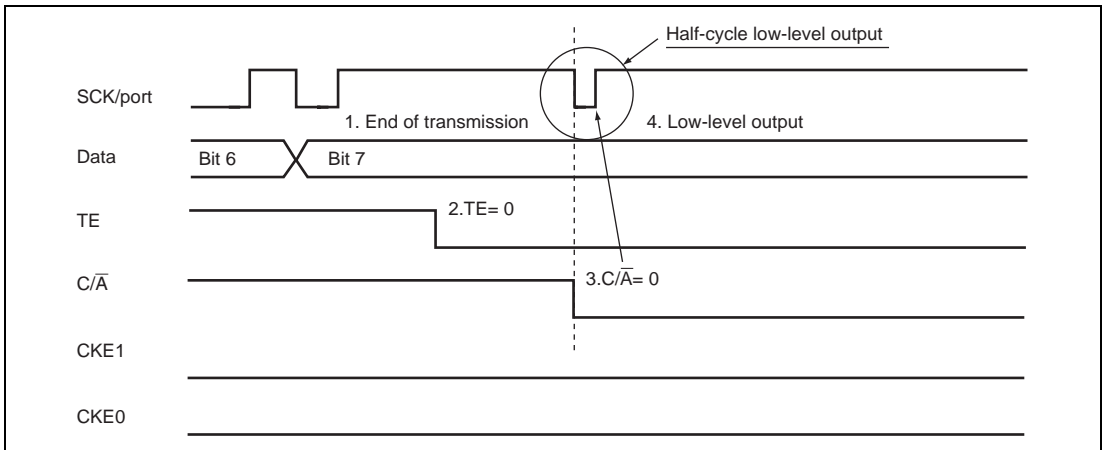 Half-cycle low-level output
SCK/port
1. End of transmission
4. Low-level output
Data
Bit 6
Bit 7
TE
2.TE= 0
C/A̅
3.C/A̅= 0
CKE1
CKE0